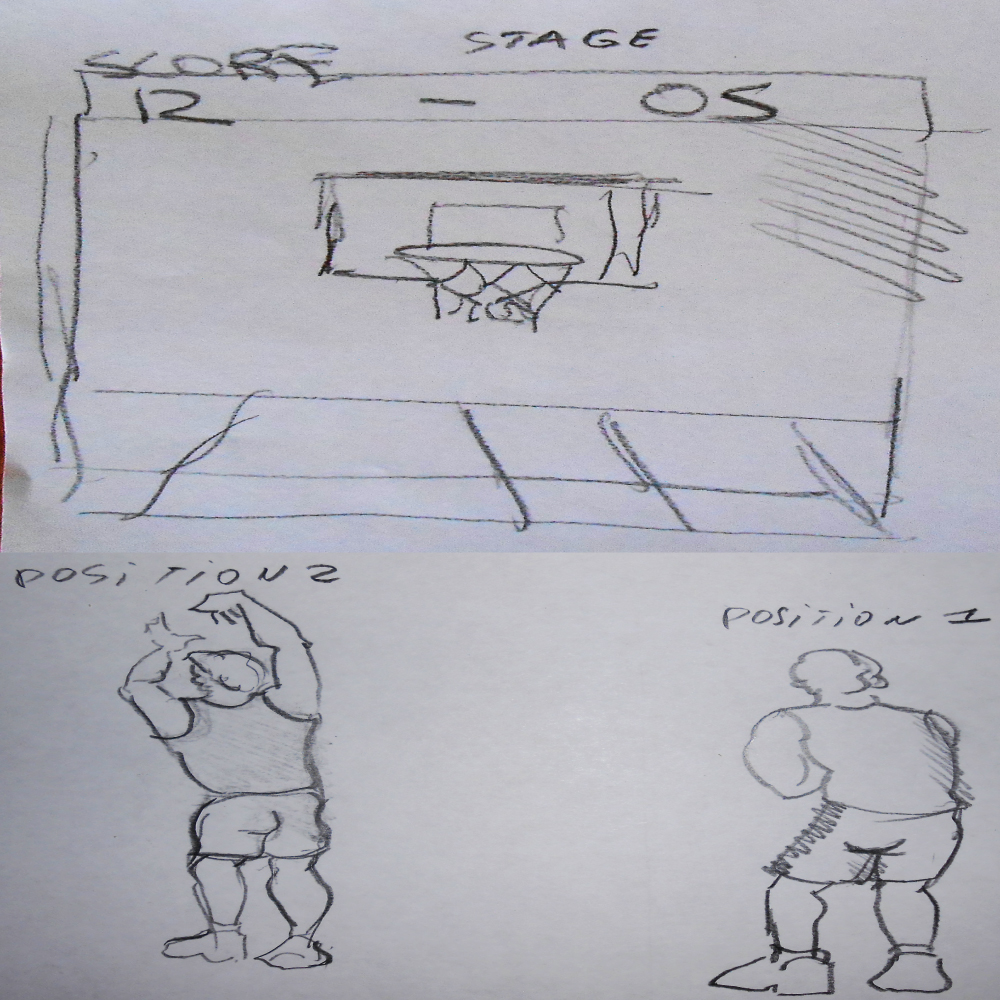 STAGE
SCORE
12 - 05
POSITION 2
POSITION 1